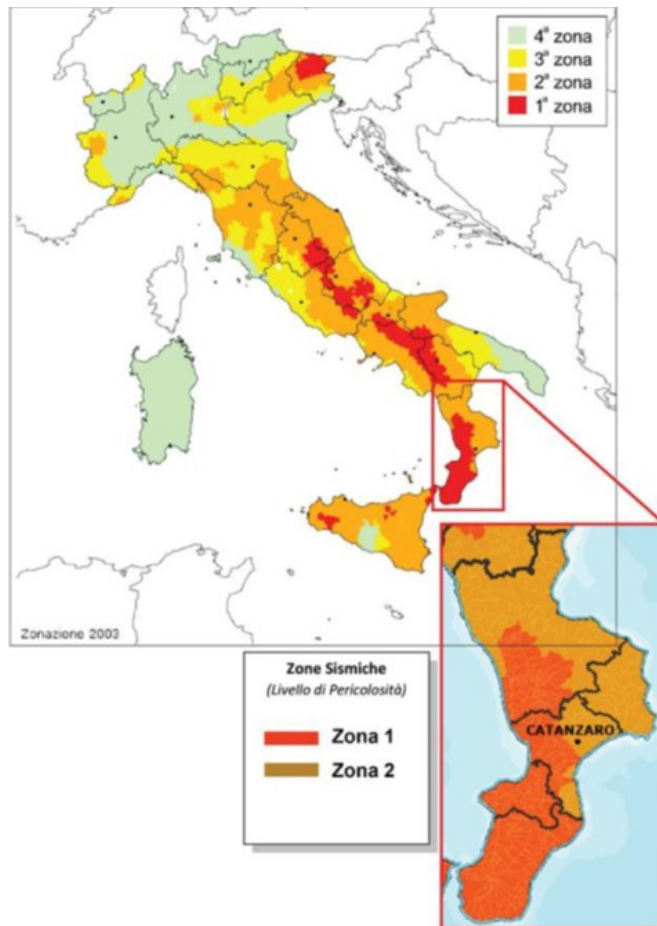 4ª zona
3ª zona
2ª zona
1ª zona
Zonazione 2003
Zone Sismiche
(Livello di Pericolosità)
Zona 1
Zona 2
CATANZARO